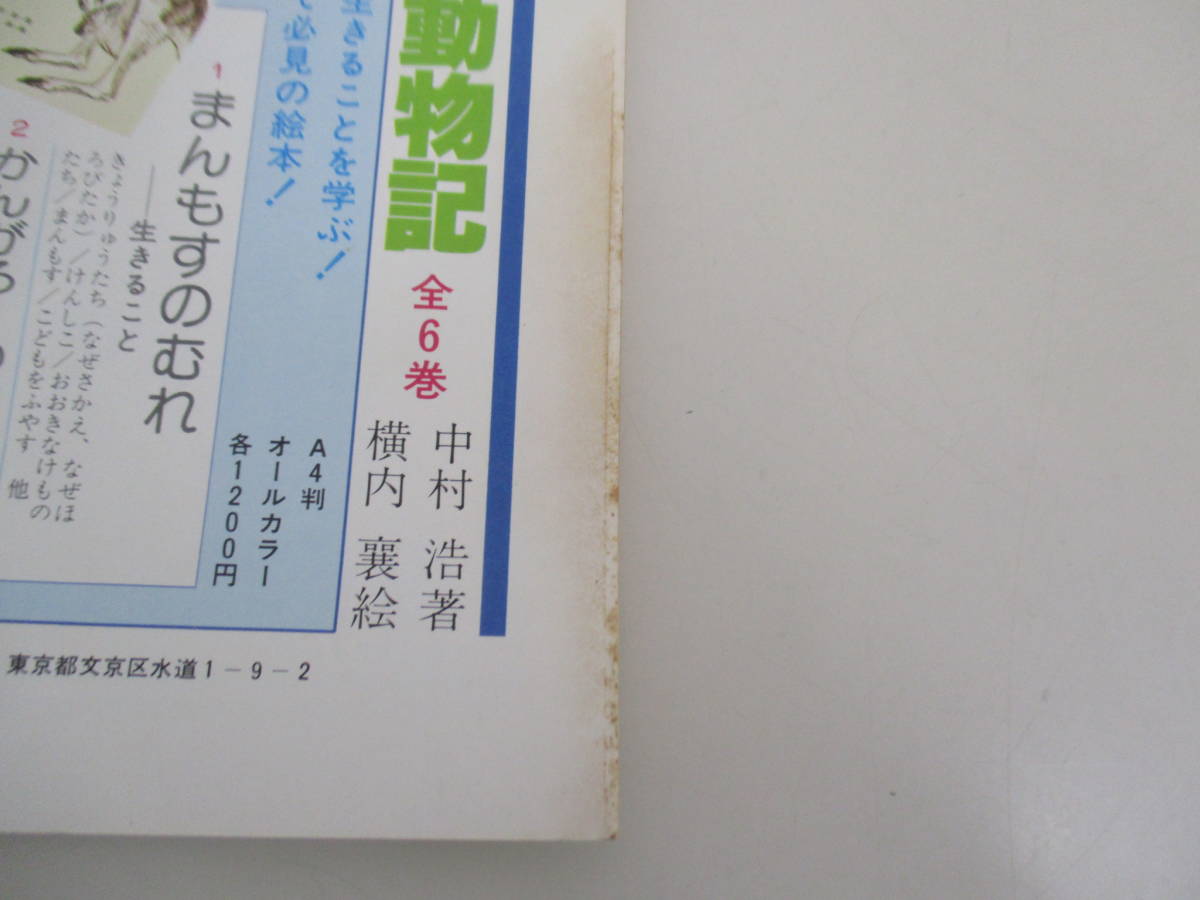 動物記
全6巻
中村 浩著
横内 襄絵
生きることを学ぶ!
必見の絵本!
A4判
オールカラー
各1200円
1
まんもすのむれ
——生きること
きょうりゅうたち(なぜさかえ、なぜほ
ろびたか)/けんしこ/おおきなけもの
たち/まんもす/こどもをふやす 他
2
かんがる
東京都文京区水道1-9-2